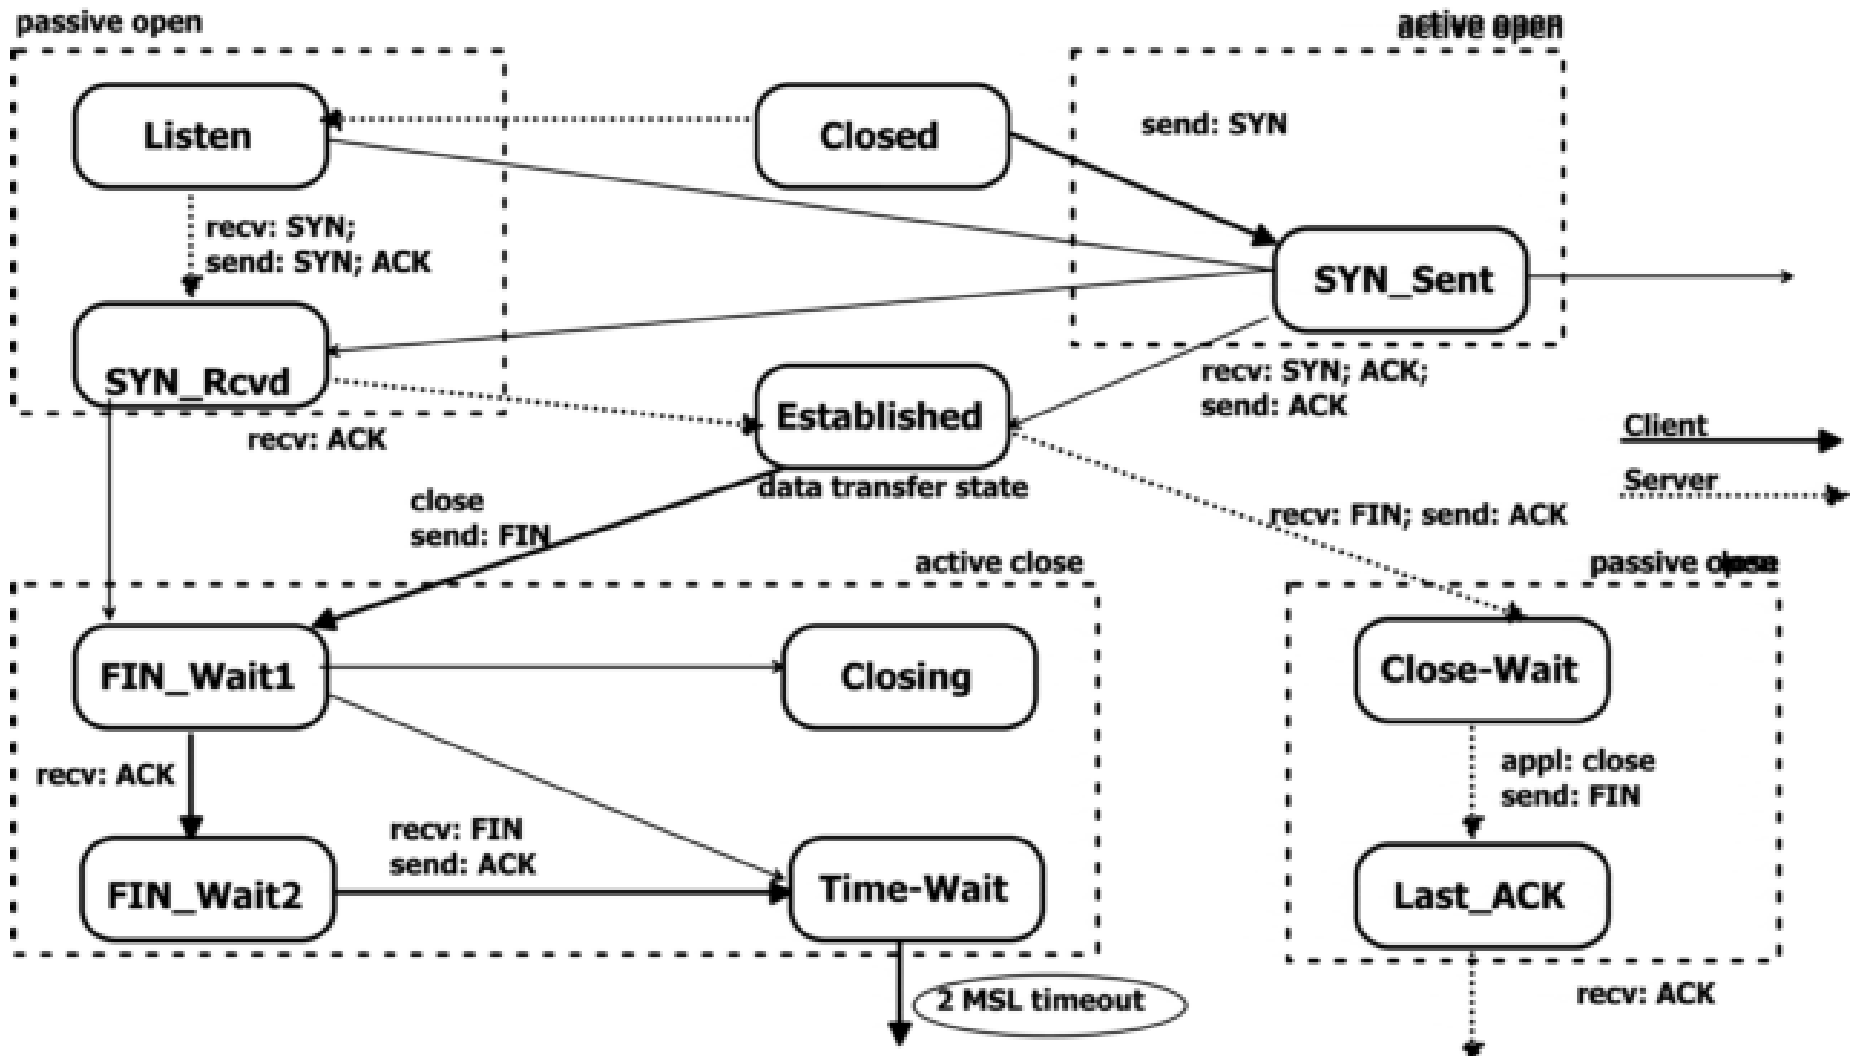 passive open
active open
Listen
Closed
send: SYN
recv: SYN;
send: SYN; ACK
SYN_Sent
SYN_Rcvd
recv: SYN; ACK;
send: ACK
Established
recv: ACK
data transfer state
Client
Server
close
send: FIN
recv: FIN; send: ACK
active close
passive close
FIN_Wait1
Closing
Close-Wait
recv: ACK
appl: close
send: FIN
recv: FIN
send: ACK
FIN_Wait2
Time-Wait
Last_ACK
2 MSL timeout
recv: ACK